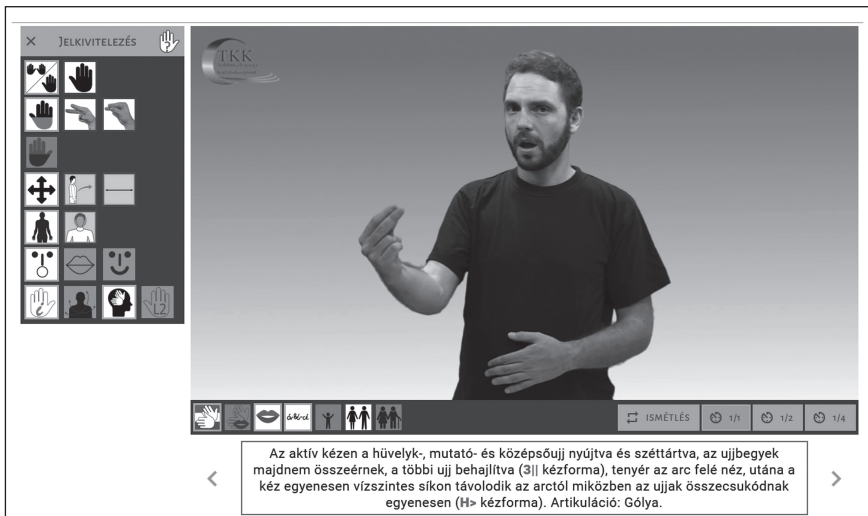 × JELKIVITELEZÉS
TKK
L2
ISMÉTLÉS 1/1 1/2 1/4
Az aktív kézen a hüvelyk-, mutató- és középsőujj nyújtva és széttártva, az ujjbegyek
majdnem összeérnek, a többi ujj behajlítva (3|| kézforma), tenyér az arc felé néz, utána a
kéz egyenesen vízszintes síkon távolodik az arctól miközben az ujjak összecsukódnak
egyenesen (H> kézforma). Artikuláció: Gólya.